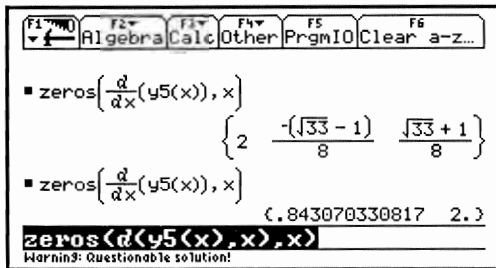 F1 F2 F3 F4 F5 F6
Algebra Calc Other PrgmIO Clear a-z…
▪ zeros(d/dx(y5(x)), x)
{2 -(√33 - 1)/8 (√33 + 1)/8}
▪ zeros(d/dx(y5(x)), x)
{.843070330817 2.}
zeros(d(y5(x),x),x)
Warning: Questionable solution!